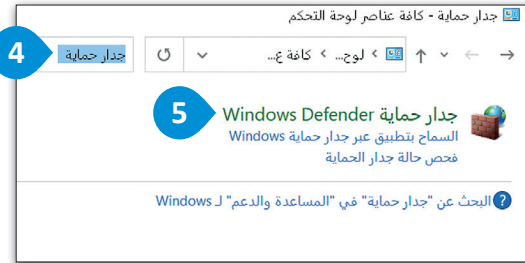 جدار حماية - كافة عناصر لوحة التحكم
لوح... › كافة ع...
جدار حماية
4
5
جدار حماية Windows Defender
السماح بتطبيق عبر جدار حماية Windows
فحص حالة جدار الحماية
البحث عن "جدار حماية" في "المساعدة والدعم" لـ Windows